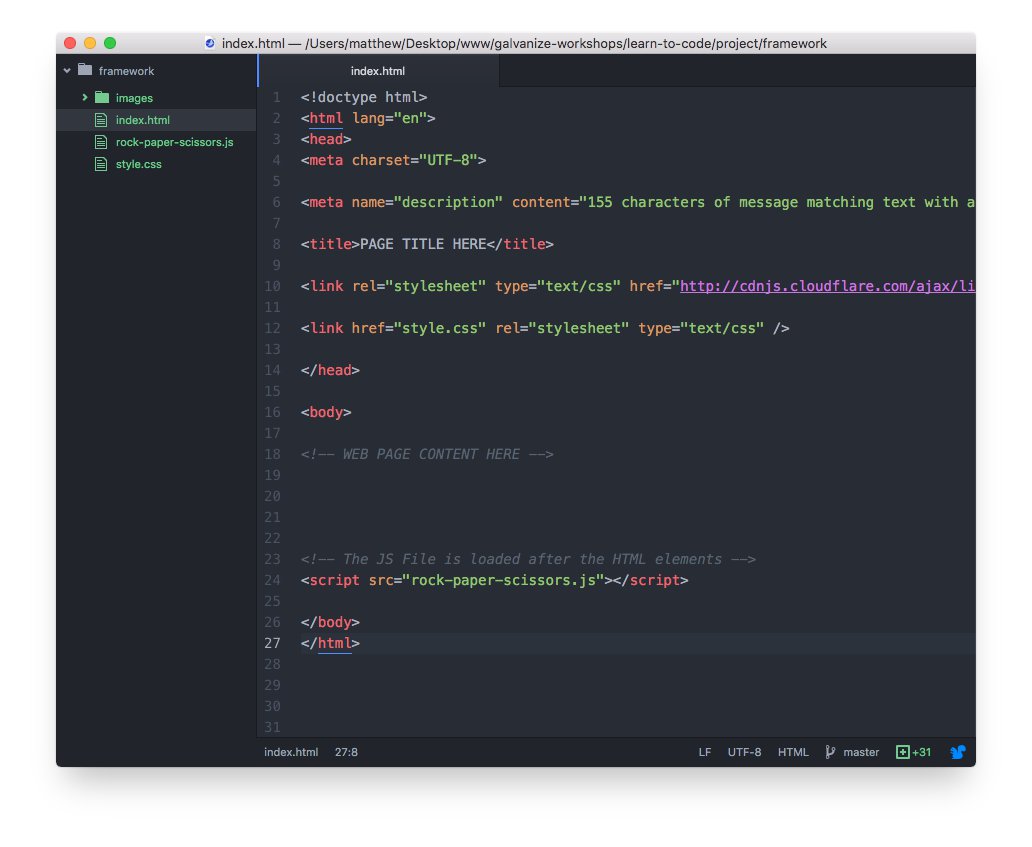 index.html — /Users/matthew/Desktop/www/galvanize-workshops/learn-to-code/project/framework
framework
images
index.html
rock-paper-scissors.js
style.css
index.html
1 <!doctype html>
2 <html lang="en">
3 <head>
4 <meta charset="UTF-8">
5
6 <meta name="description" content="155 characters of message matching text with a
7
8 <title>PAGE TITLE HERE</title>
9
10 <link rel="stylesheet" type="text/css" href="http://cdnjs.cloudflare.com/ajax/li
11
12 <link href="style.css" rel="stylesheet" type="text/css" />
13
14 </head>
15
16 <body>
17
18 <!-- WEB PAGE CONTENT HERE -->
19
20
21
22
23 <!-- The JS File is loaded after the HTML elements -->
24 <script src="rock-paper-scissors.js"></script>
25
26 </body>
27 </html>
28
29
30
31
index.html 27:8 LF UTF-8 HTML master +31